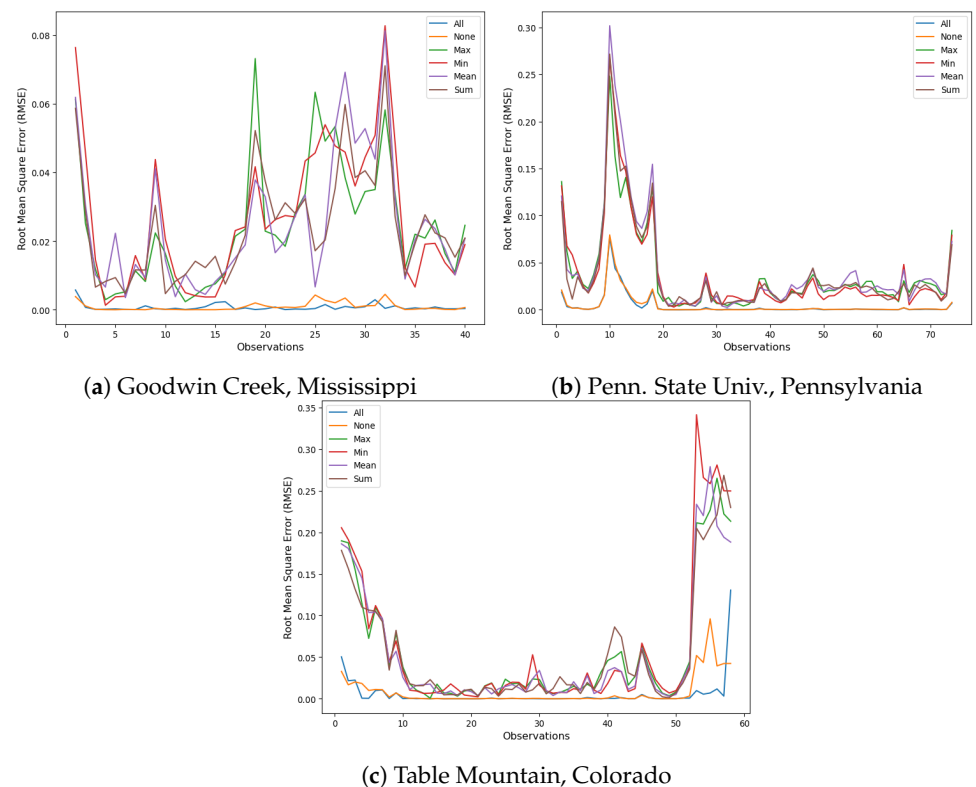 All
None
Max
Min
Mean
Sum
0.08
0.06
0.04
0.02
0.00
Root Mean Square Error (RMSE)
0 5 10 15 20 25 30 35 40
Observations
(a) Goodwin Creek, Mississippi
All
None
Max
Min
Mean
Sum
0.30
0.25
0.20
0.15
0.10
0.05
0.00
Root Mean Square Error (RMSE)
0 10 20 30 40 50 60 70
Observations
(b) Penn. State Univ., Pennsylvania
All
None
Max
Min
Mean
Sum
0.35
0.30
0.25
0.20
0.15
0.10
0.05
0.00
Root Mean Square Error (RMSE)
0 10 20 30 40 50 60
Observations
(c) Table Mountain, Colorado